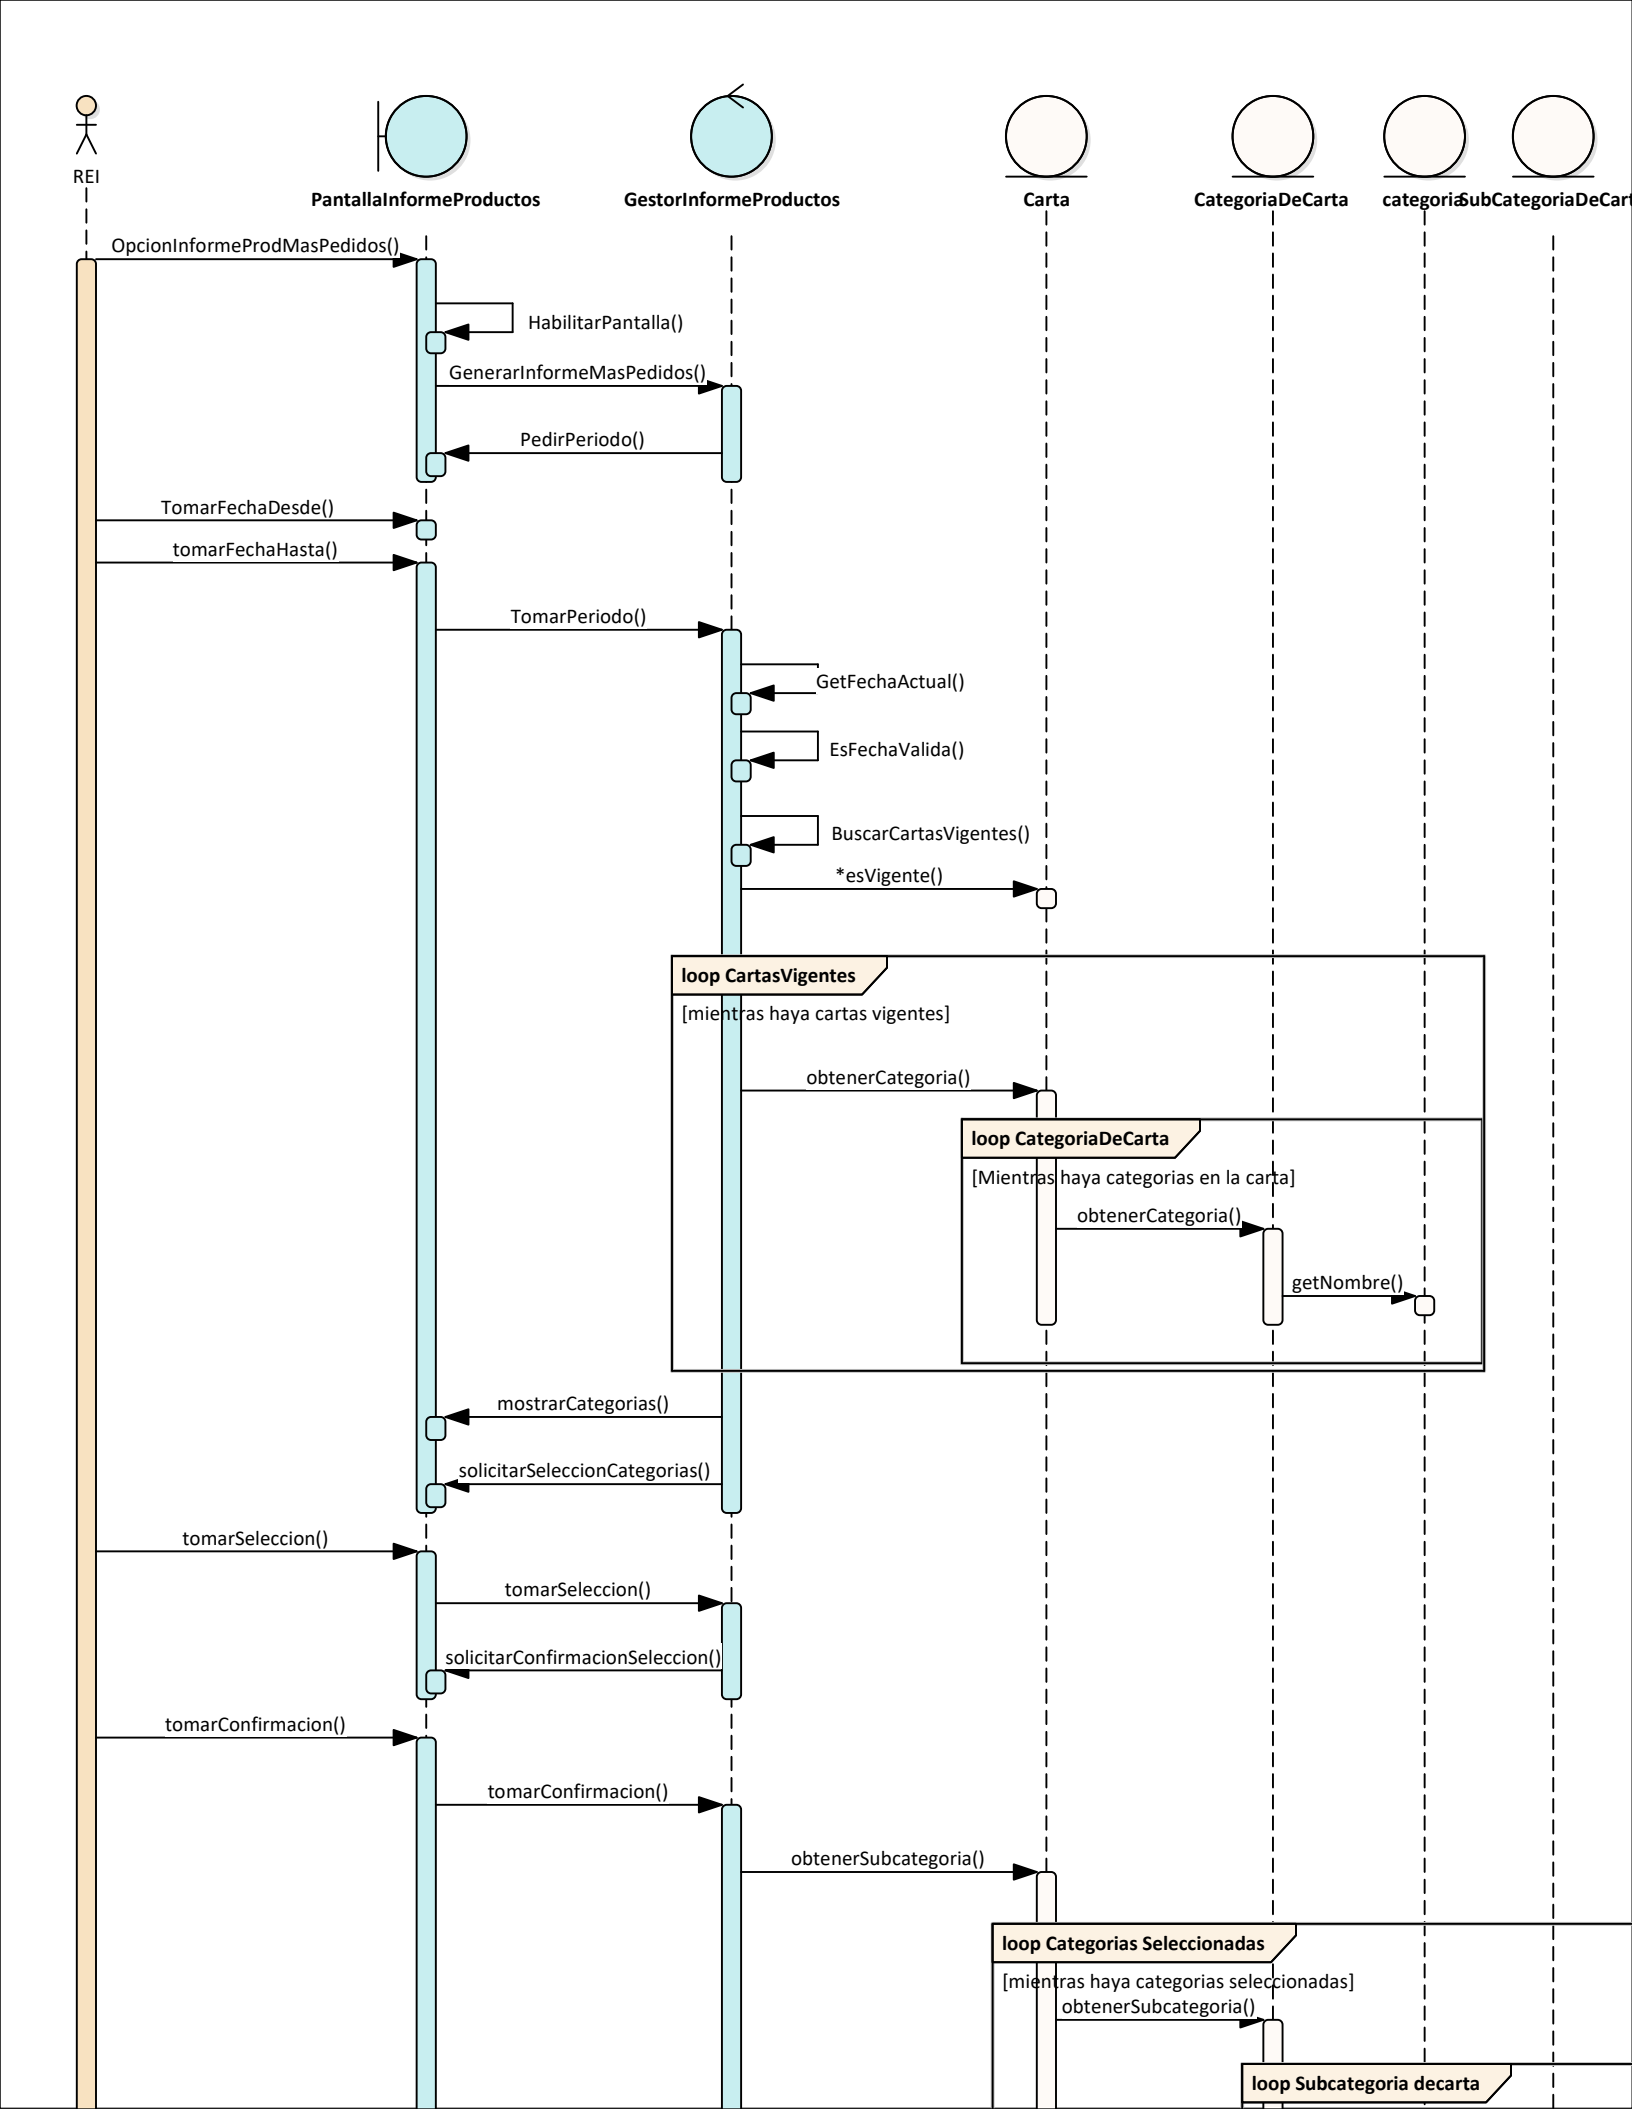 REI
PantallaInformeProductos
GestorInformeProductos
Carta
CategoriaDeCarta
categoria
SubCategoriaDeCart
OpcionInformeProdMasPedidos()
HabilitarPantalla()
GenerarInformeMasPedidos()
PedirPeriodo()
TomarFechaDesde()
tomarFechaHasta()
TomarPeriodo()
GetFechaActual()
EsFechaValida()
BuscarCartasVigentes()
*esVigente()
loop CartasVigentes
[mientras haya cartas vigentes]
obtenerCategoria()
loop CategoriaDeCarta
[Mientras haya categorias en la carta]
obtenerCategoria()
getNombre()
mostrarCategorias()
solicitarSeleccionCategorias()
tomarSeleccion()
tomarSeleccion()
solicitarConfirmacionSeleccion()
tomarConfirmacion()
tomarConfirmacion()
obtenerSubcategoria()
loop Categorias Seleccionadas
[mientras haya categorias seleccionadas]
obtenerSubcategoria()
loop Subcategoria decarta